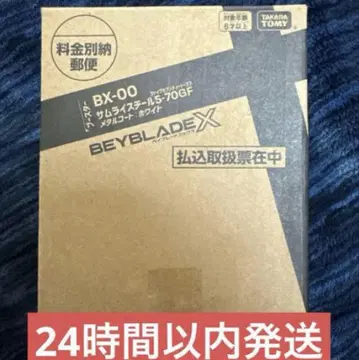 料金別納
郵便
対象年齢
6才以上
TAKARA
TOMY
ブースター
BX-00
サムライスチール5-70GF
メタルコート:ホワイト
BEYBLADE X
払込取扱票在中
24時間以内発送